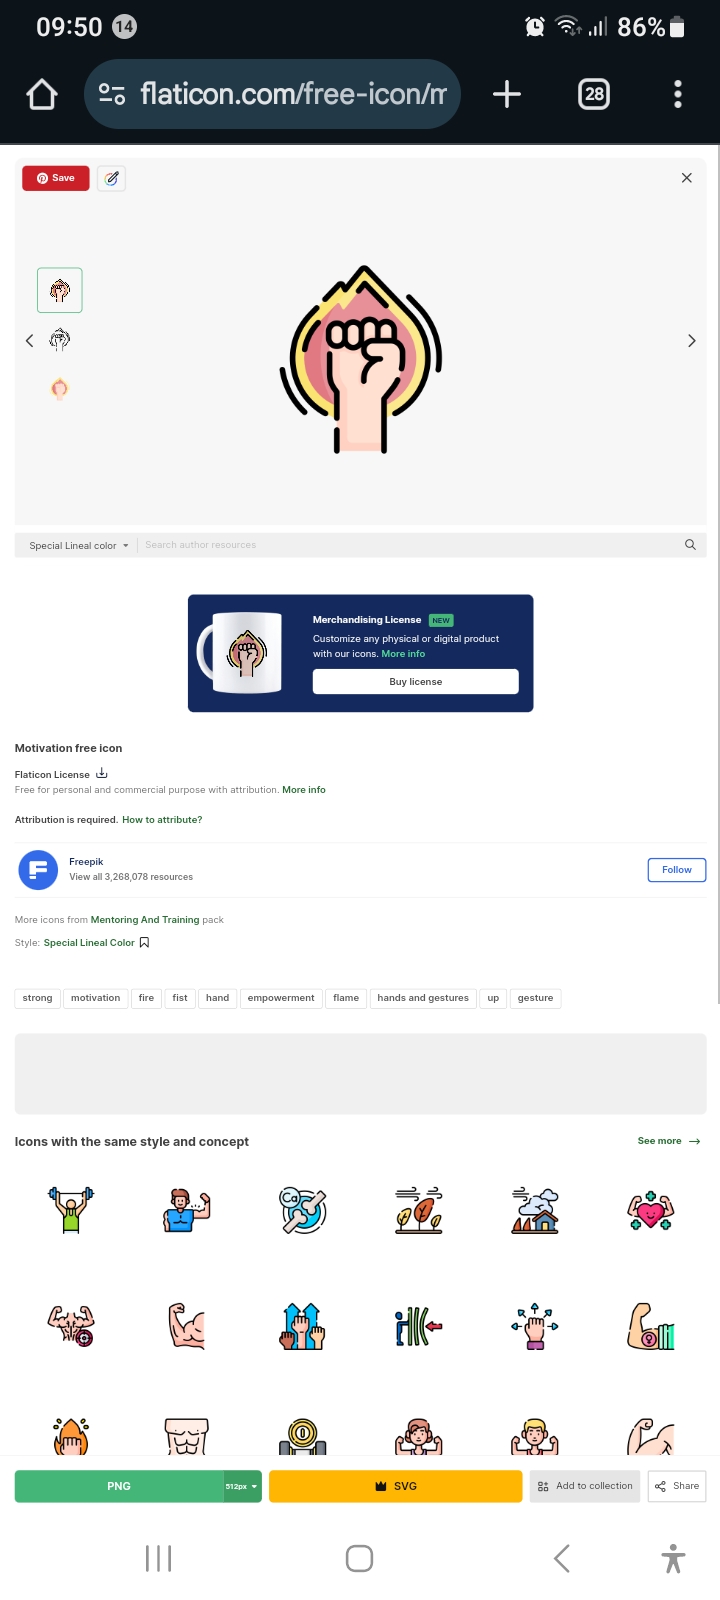 09:50 14 86%
flaticon.com/free-icon/m 28
Save
Special Lineal color Search author resources
Merchandising License NEW
Customize any physical or digital product
with our icons. More info
Buy license
Motivation free icon
Flaticon License
Free for personal and commercial purpose with attribution. More info
Attribution is required. How to attribute?
Freepik
View all 3,268,078 resources
Follow
More icons from Mentoring And Training pack
Style: Special Lineal Color
strong motivation fire fist hand empowerment flame hands and gestures up gesture
Icons with the same style and concept See more
Ca
PNG 512px SVG Add to collection Share